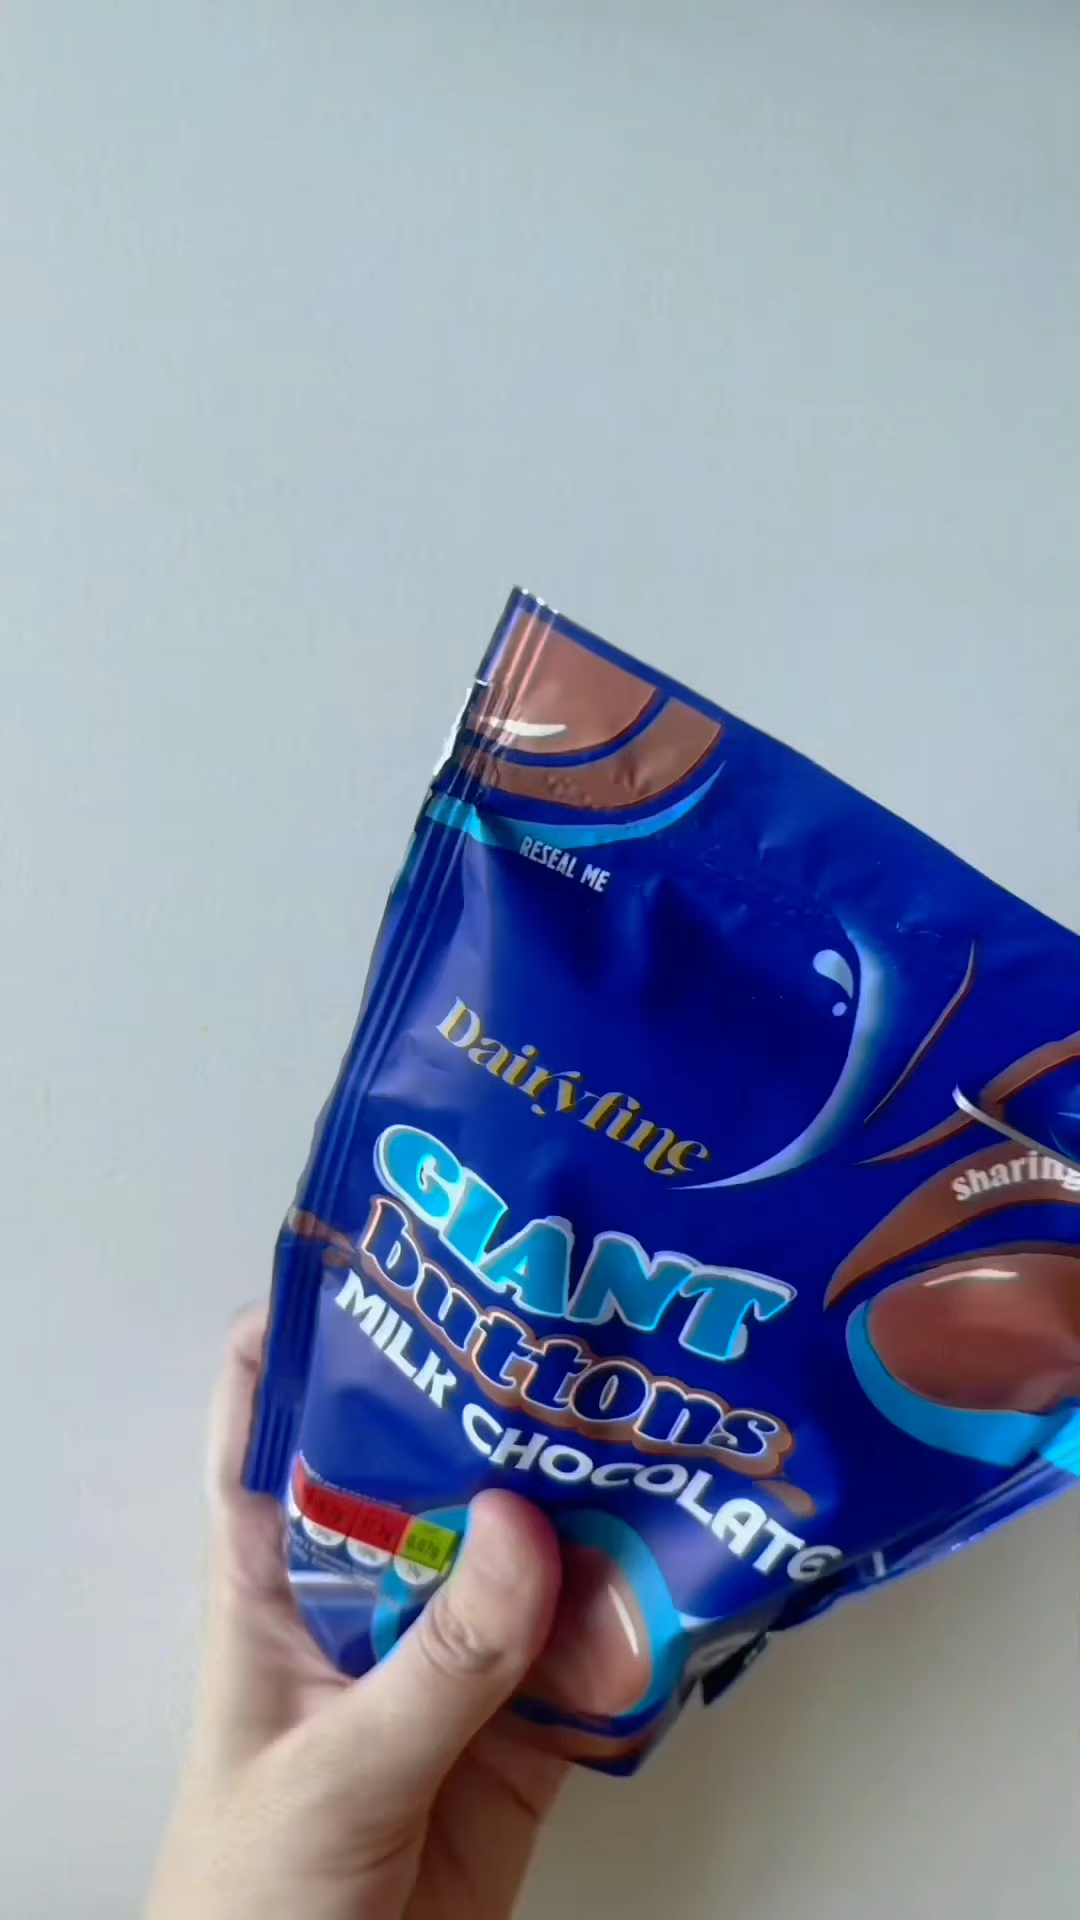 RESEAL ME
Dairyfine
sharing
GIANT
buttons
MILK CHOCOLATE